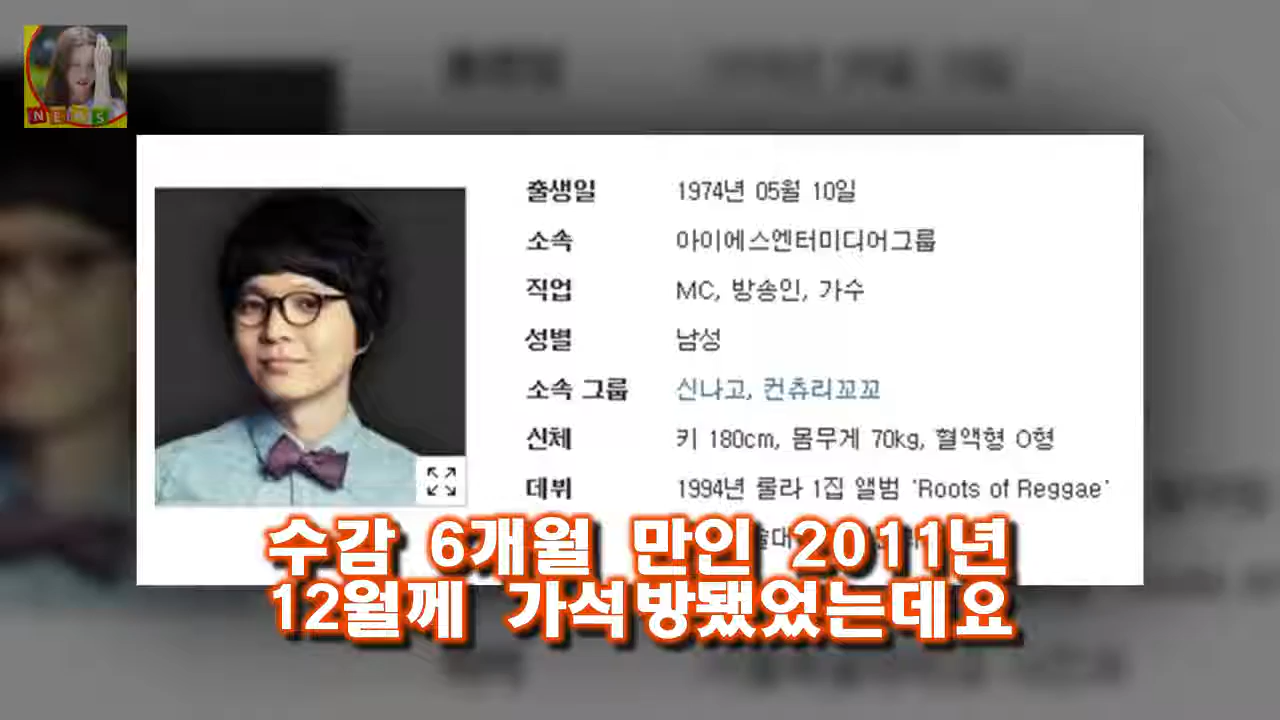 NEWS
출생일 1974년 05월 10일
소속 아이에스엔터미디어그룹
직업 MC, 방송인, 가수
성별 남성
소속 그룹 신나고, 컨츄리꼬꼬
신체 키 180cm, 몸무게 70kg, 혈액형 O형
데뷔 1994년 룰라 1집 앨범 'Roots of Reggae'
수감 6개월 만인 2011년
12월께 가석방됐었는데요